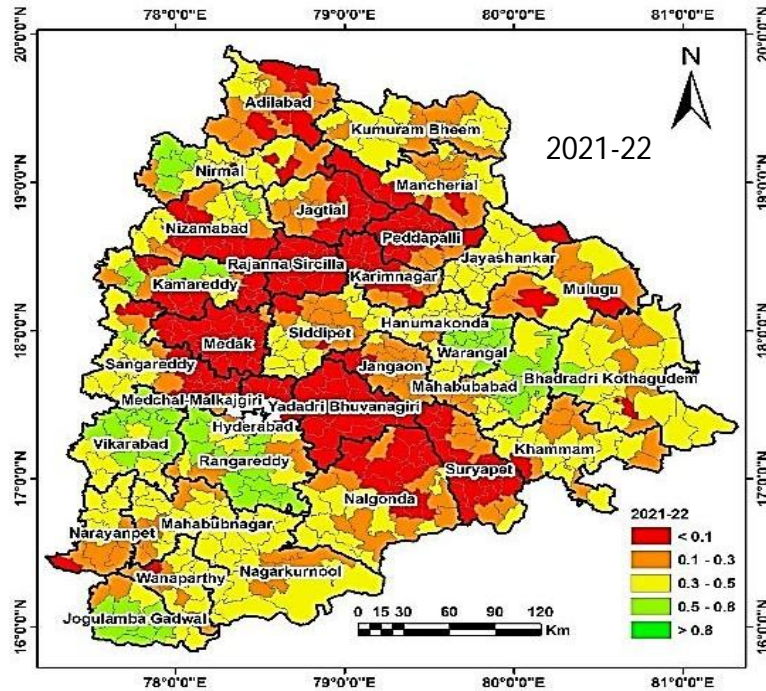 78°0'0"E 79°0'0"E 80°0'0"E 81°0'0"E
20°0'0"N 20°0'0"N
N
Adilabad
Kumuram Bheem
2021-22
Nirmal
19°0'0"N 19°0'0"N
Mancherial
Jagtial
Nizamabad
Peddapalli
Jayashankar
Rajanna Sircilla
Karimnagar
Kamareddy
Mulugu
Hanumakonda
18°0'0"N 18°0'0"N
Siddipet
Medak
Warangal
Sangareddy
Jangaon
Mahabubabad
Bhadradri Kothagudem
Medchal-Malkajgiri
Yadadri Bhuvanagiri
Hyderabad
Vikarabad
Khammam
Rangareddy
Suryapet
17°0'0"N 17°0'0"N
Nalgonda
Mahabubnagar
Narayanpet
Wanaparthy
Nagarkurnool
Jogulamba Gadwal
16°0'0"N 16°0'0"N
2021-22
< 0.1
0.1 - 0.3
0.3 - 0.5
0.5 - 0.8
> 0.8
0 15 30 60 90 120
Km
78°0'0"E 79°0'0"E 80°0'0"E 81°0'0"E